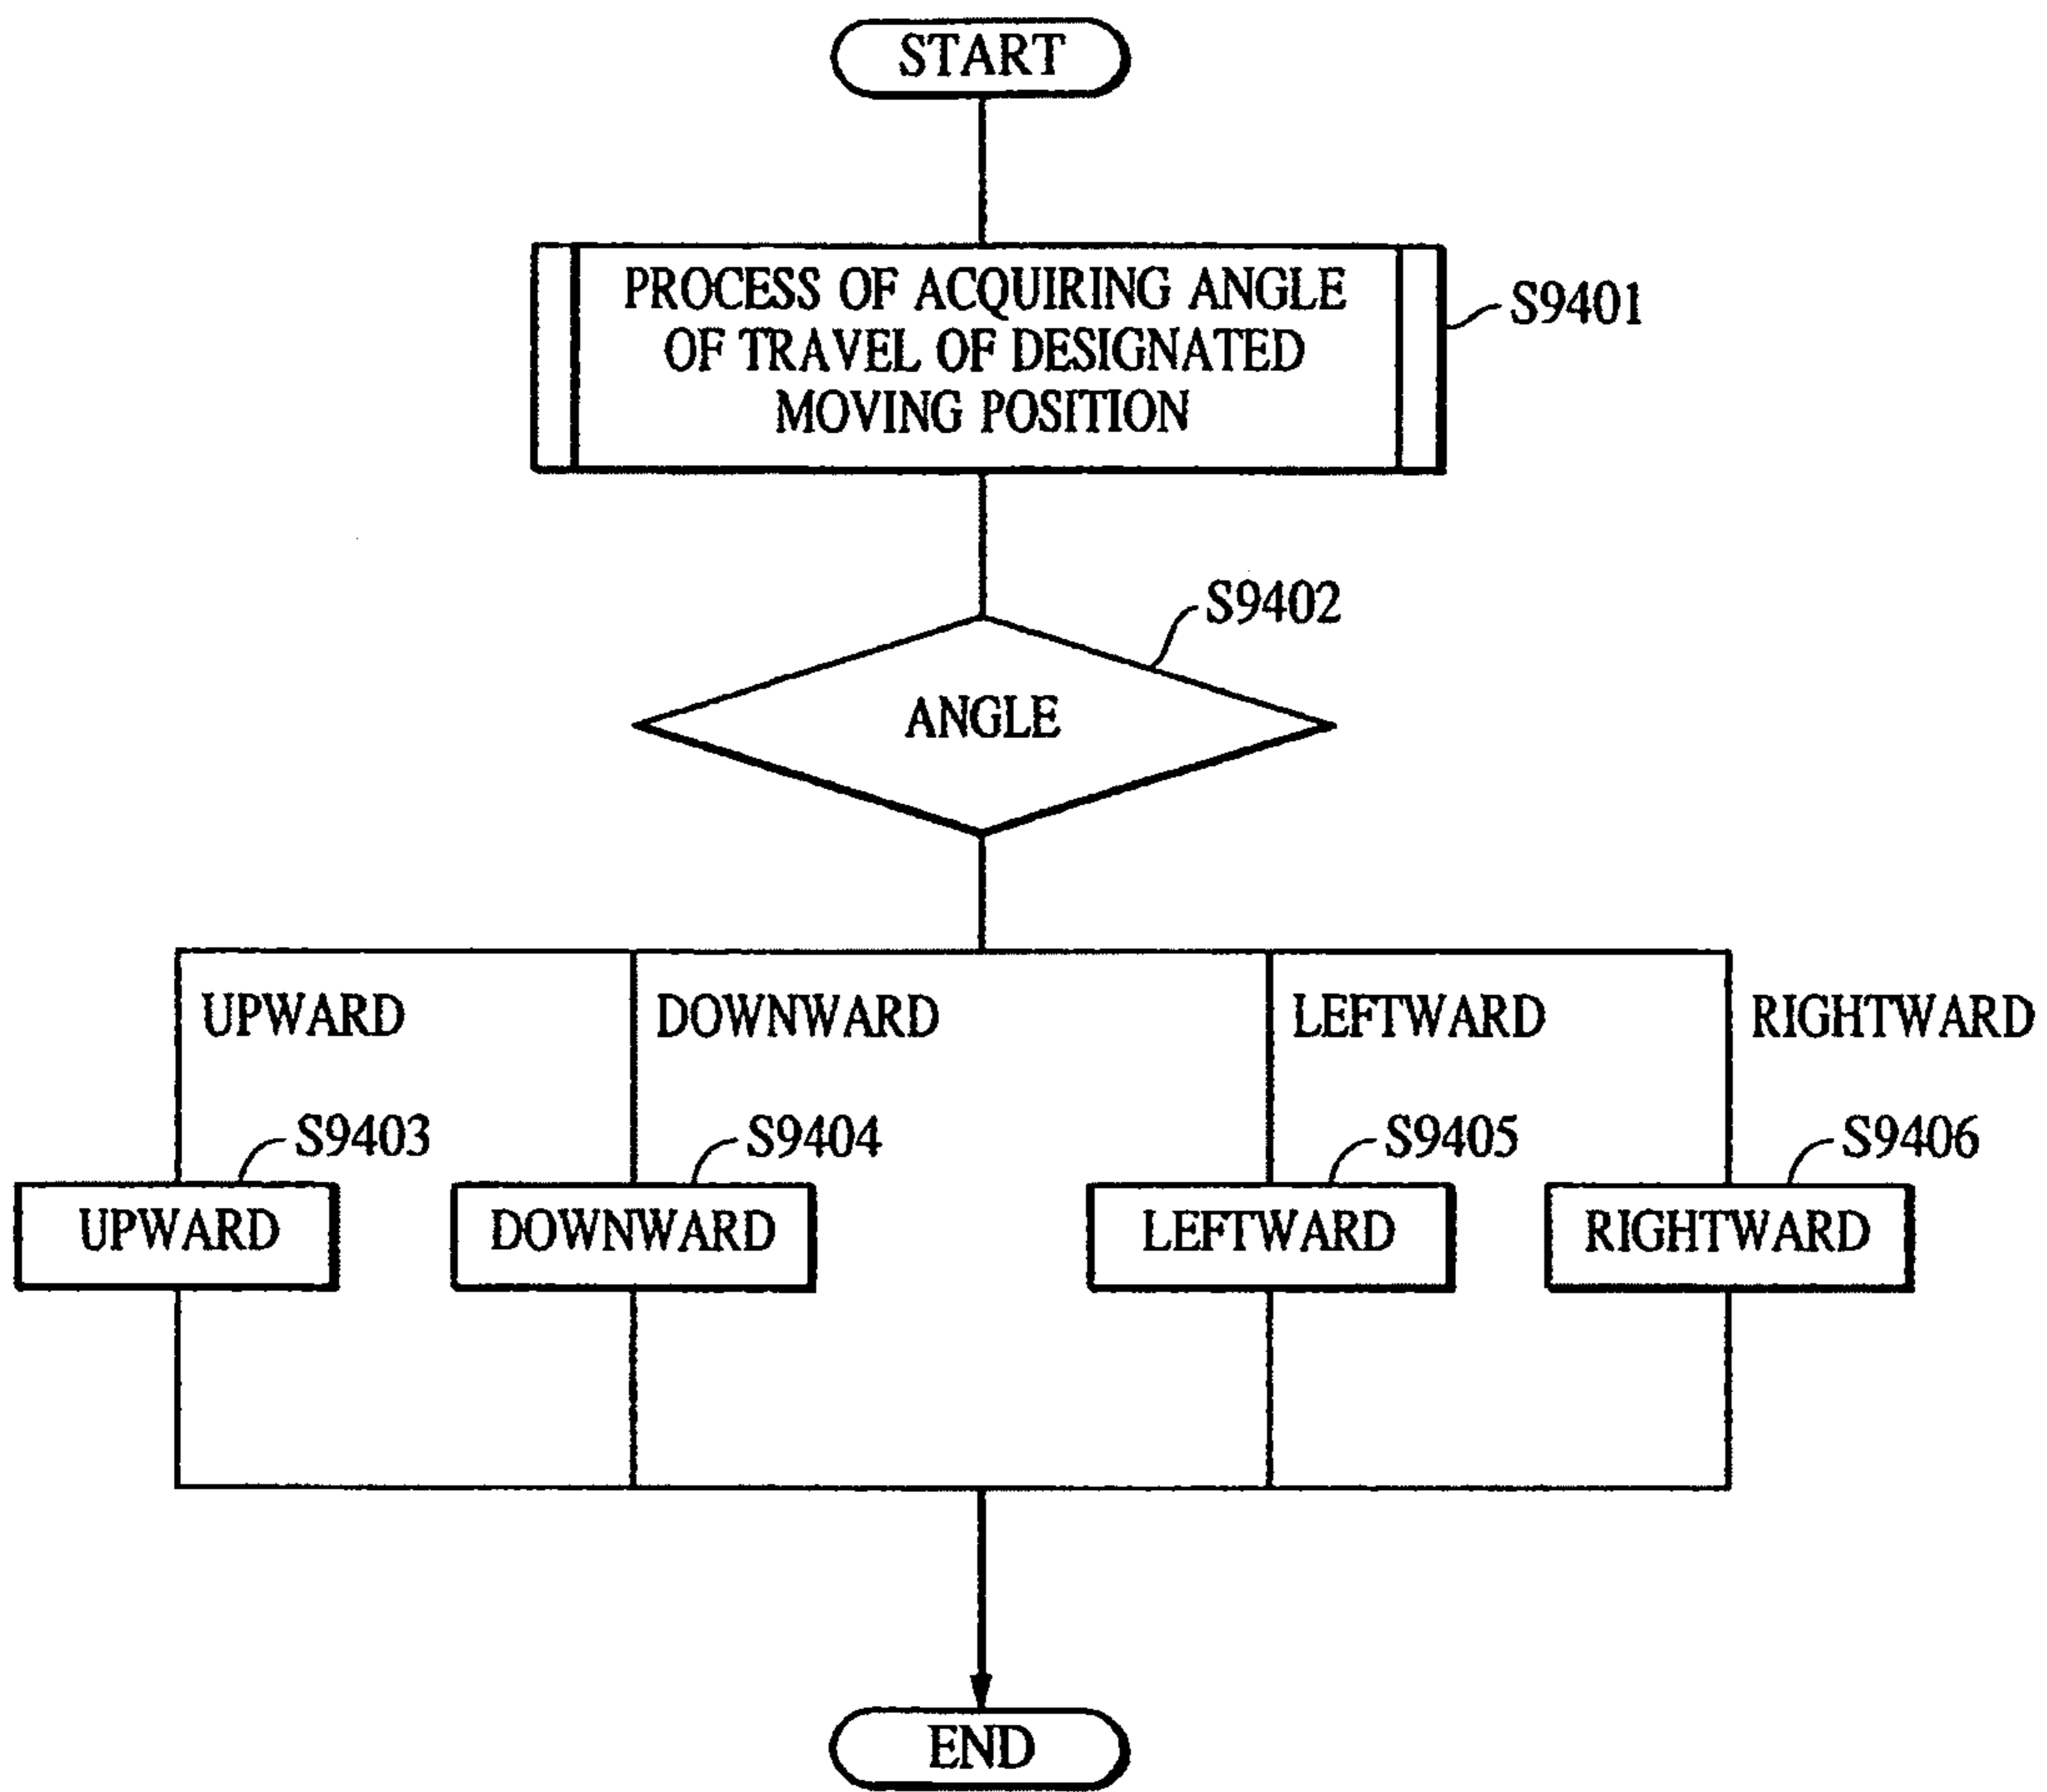 START
PROCESS OF ACQUIRING ANGLE
OF TRAVEL OF DESIGNATED
MOVING POSITION
S9401
S9402
ANGLE
UPWARD
DOWNWARD
LEFTWARD
RIGHTWARD
S9403
S9404
S9405
S9406
UPWARD
DOWNWARD
LEFTWARD
RIGHTWARD
END